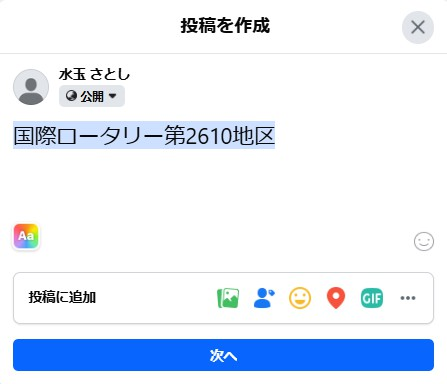 投稿を作成
水玉 さとし
公開
国際ロータリー第2610地区
Aa
投稿に追加
GIF
次へ